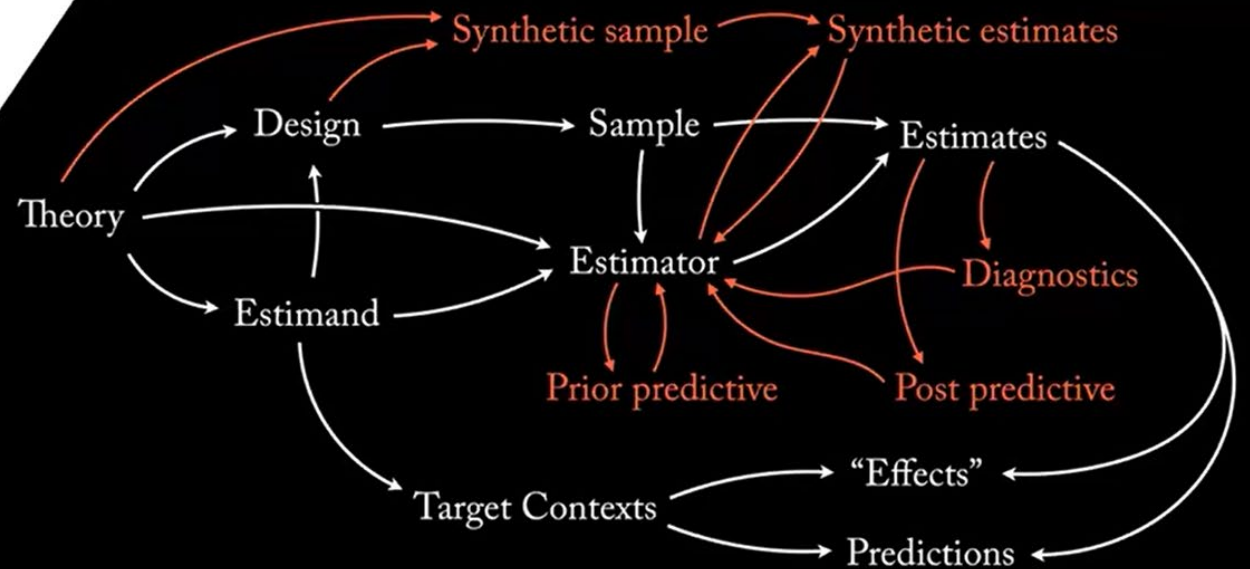 Synthetic sample
Synthetic estimates
Design
Sample
Estimates
Theory
Estimator
Diagnostics
Estimand
Prior predictive
Post predictive
“Effects”
Target Contexts
Predictions